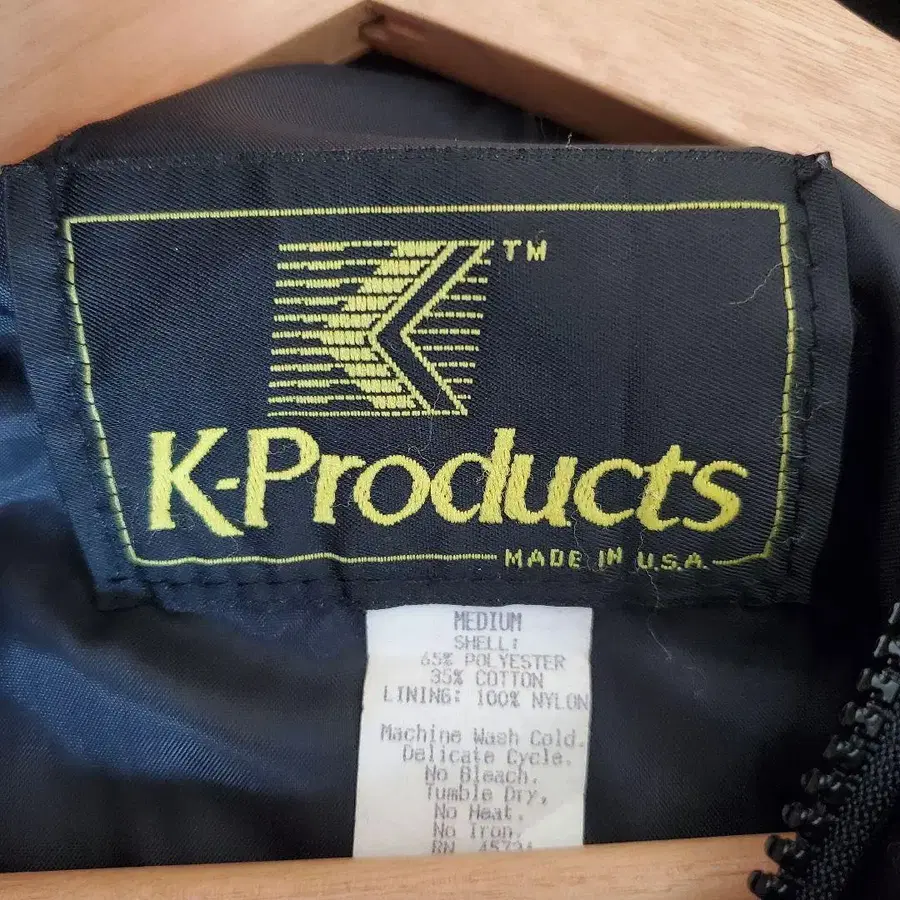 TM
K-Products
MADE IN U.S.A.
MEDIUM
SHELL:
65% POLYESTER
35% COTTON
LINING: 100% NYLON
Machine Wash Cold.
Delicate Cycle.
No Bleach.
Tumble Dry,
No Heat.
No Iron.
RN